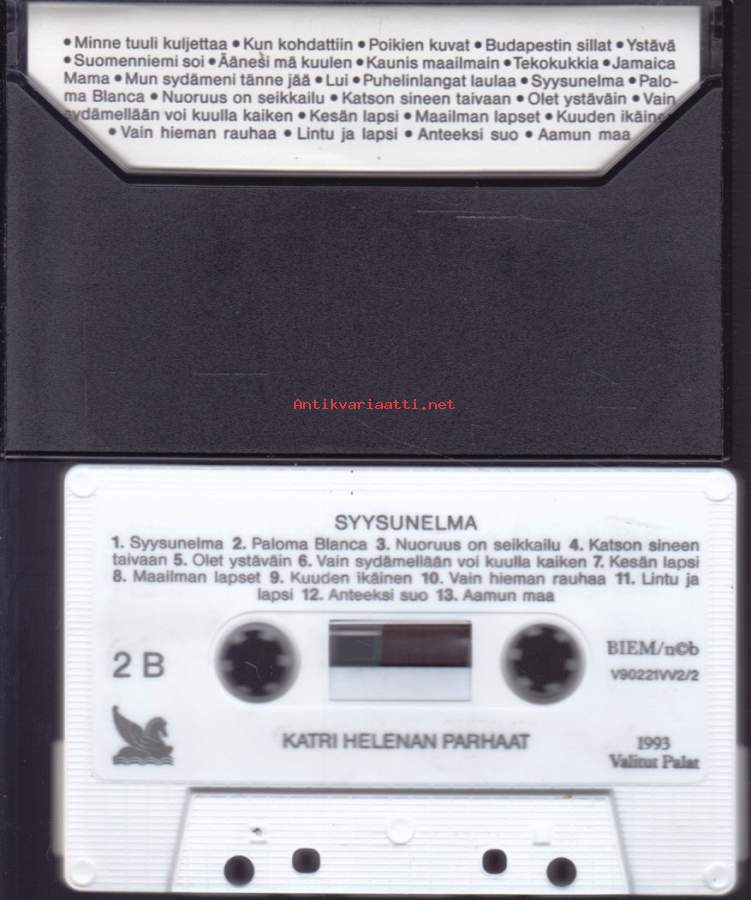 • Minne tuuli kuljettaa • Kun kohdattiin • Poikien kuvat • Budapestin sillat • Ystävä
• Suomenniemi soi • Äänesi mä kuulen • Kaunis maailmain • Tekokukkia • Jamaica
Mama • Mun sydämeni tänne jää • Lui • Puhelinlangat laulaa • Syysunelma • Palo-
ma Blanca • Nuoruus on seikkailu • Katson sineen taivaan • Olet ystäväin • Vain
sydämellään voi kuulla kaiken • Kesän lapsi • Maailman lapset • Kuuden ikäinen
• Vain hieman rauhaa • Lintu ja lapsi • Anteeksi suo • Aamun maa
Antikvariaatti.net
SYYSUNELMA
1. Syysunelma 2. Paloma Blanca 3. Nuoruus on seikkailu 4. Katson sineen
taivaan 5. Olet ystäväin 6. Vain sydämellään voi kuulla kaiken 7. Kesän lapsi
8. Maailman lapset 9. Kuuden ikäinen 10. Vain hieman rauhaa 11. Lintu ja
lapsi 12. Anteeksi suo 13. Aamun maa
2 B
BIEM/n©b
V90221VV2/2
KATRI HELENAN PARHAAT
1993
Valitut Palat